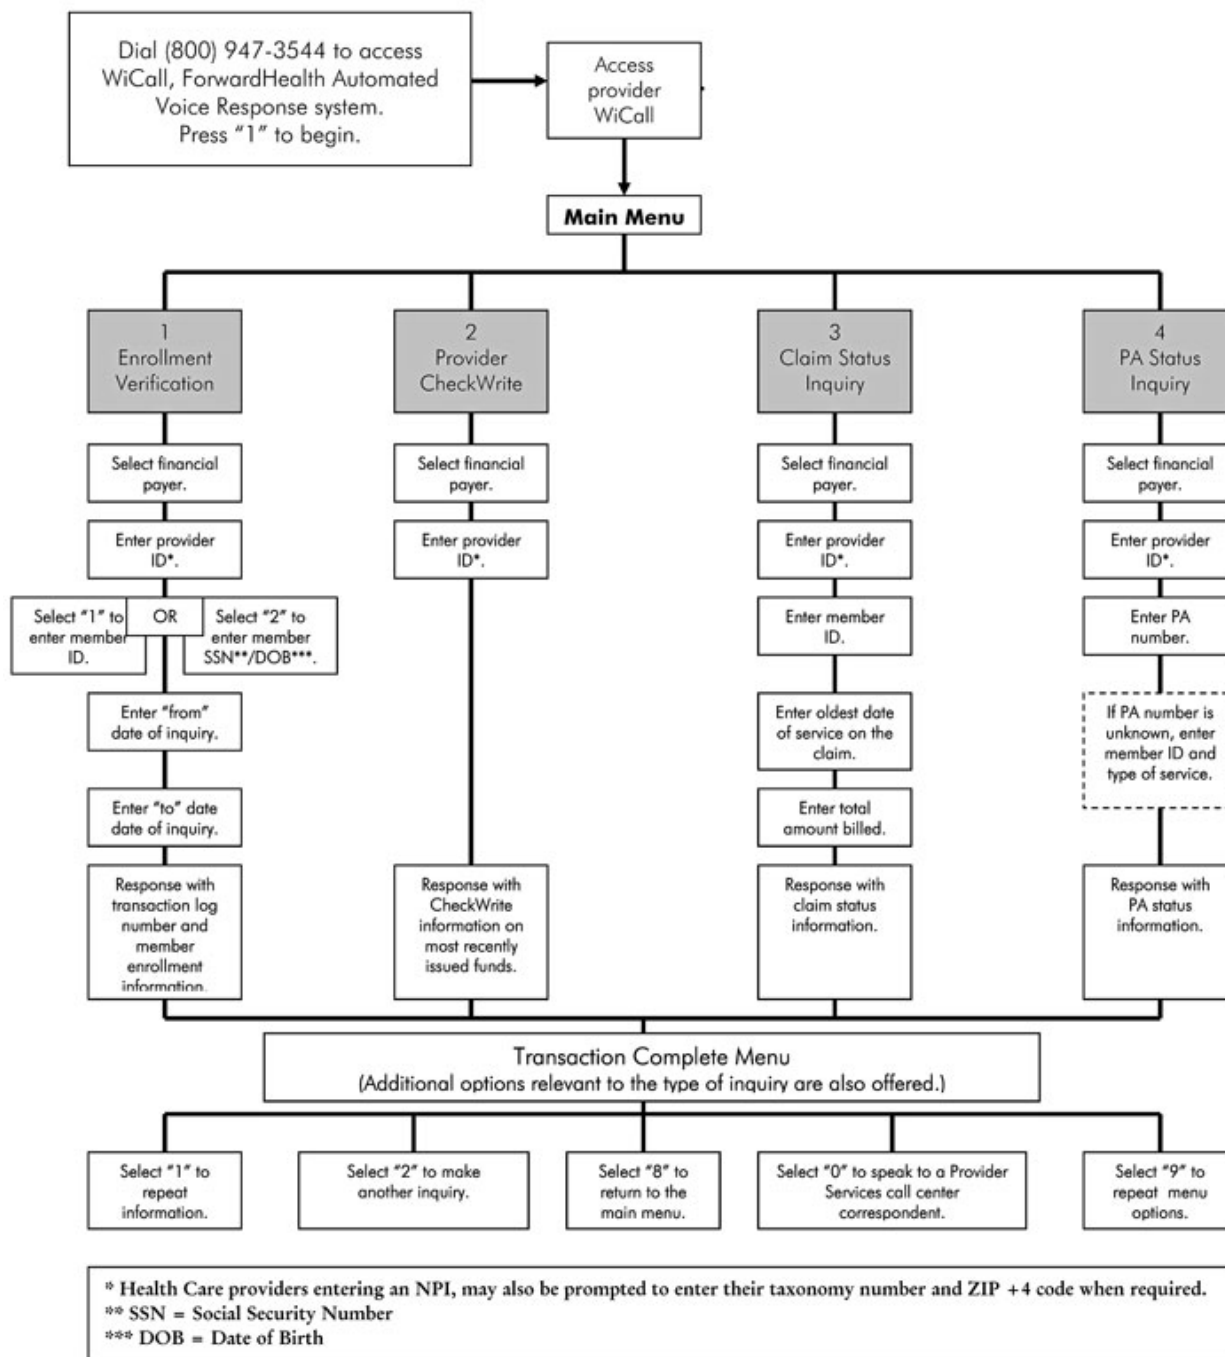 Dial (800) 947-3544 to access
WiCall, ForwardHealth Automated
Voice Response system.
Press “1” to begin.
Access
provider
WiCall
Main Menu
1
Enrollment
Verification
2
Provider
CheckWrite
3
Claim Status
Inquiry
4
PA Status
Inquiry
Select financial
payer.
Select financial
payer.
Select financial
payer.
Select financial
payer.
Enter provider
ID*.
Enter provider
ID*.
Enter provider
ID*.
Enter provider
ID*.
Select “1” to
enter member
ID.
OR
Select “2” to
enter member
SSN**/DOB***.
Enter member
ID.
Enter PA
number.
Enter “from”
date of inquiry.
Enter oldest date
of service on the
claim.
If PA number is
unknown, enter
member ID and
type of service.
Enter “to” date
date of inquiry.
Enter total
amount billed.
Response with
transaction log
number and
member
enrollment
information.
Response with
CheckWrite
information on
most recently
issued funds.
Response with
claim status
information.
Response with
PA status
information.
Transaction Complete Menu
(Additional options relevant to the type of inquiry are also offered.)
Select “1” to
repeat
information.
Select “2” to make
another inquiry.
Select “8” to
return to the
main menu.
Select “0” to speak to a Provider
Services call center
correspondent.
Select “9” to
repeat menu
options.
* Health Care providers entering an NPI, may also be prompted to enter their taxonomy number and ZIP +4 code when required.
** SSN = Social Security Number
*** DOB = Date of Birth